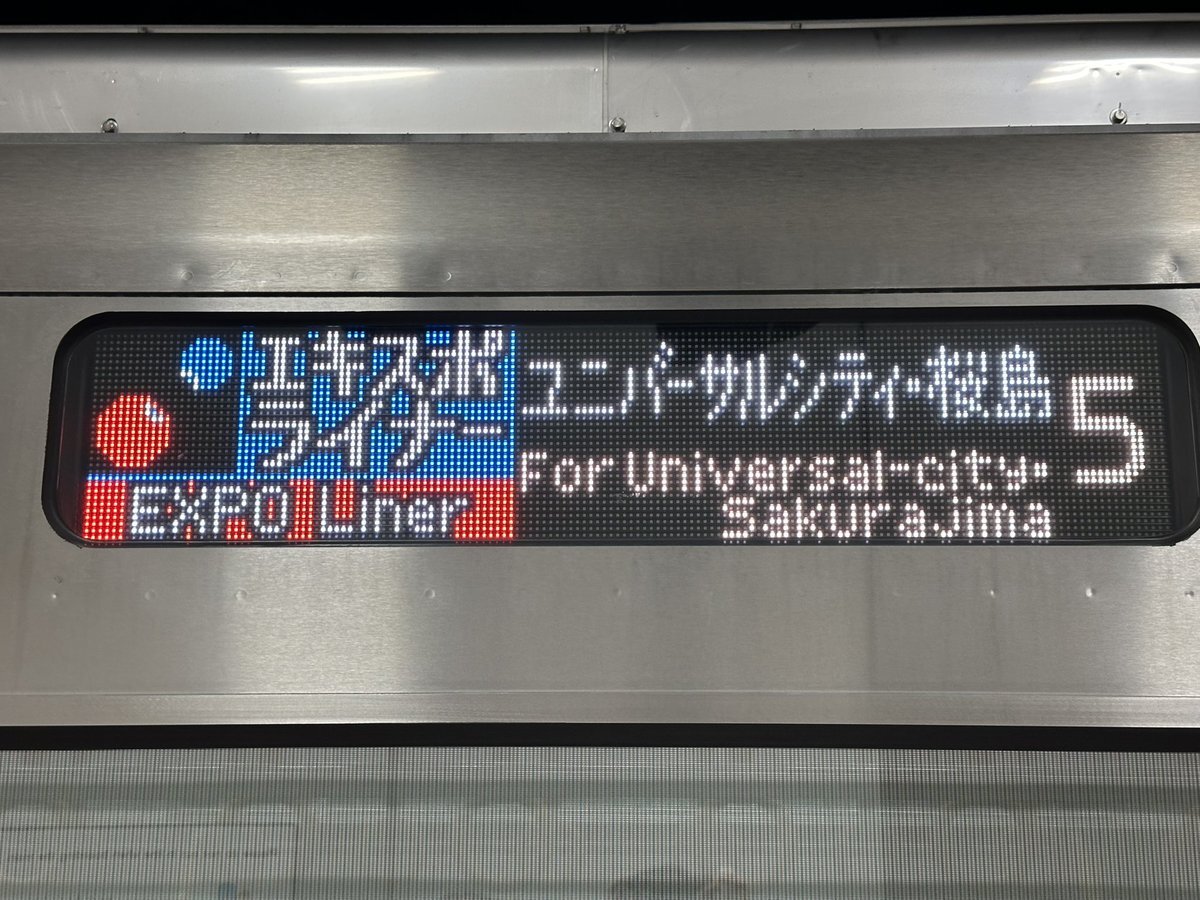 エキスポ
ライナー
EXPO Liner
ユニバーサルシティ・桜島
For Universal-city・
Sakurajima
5